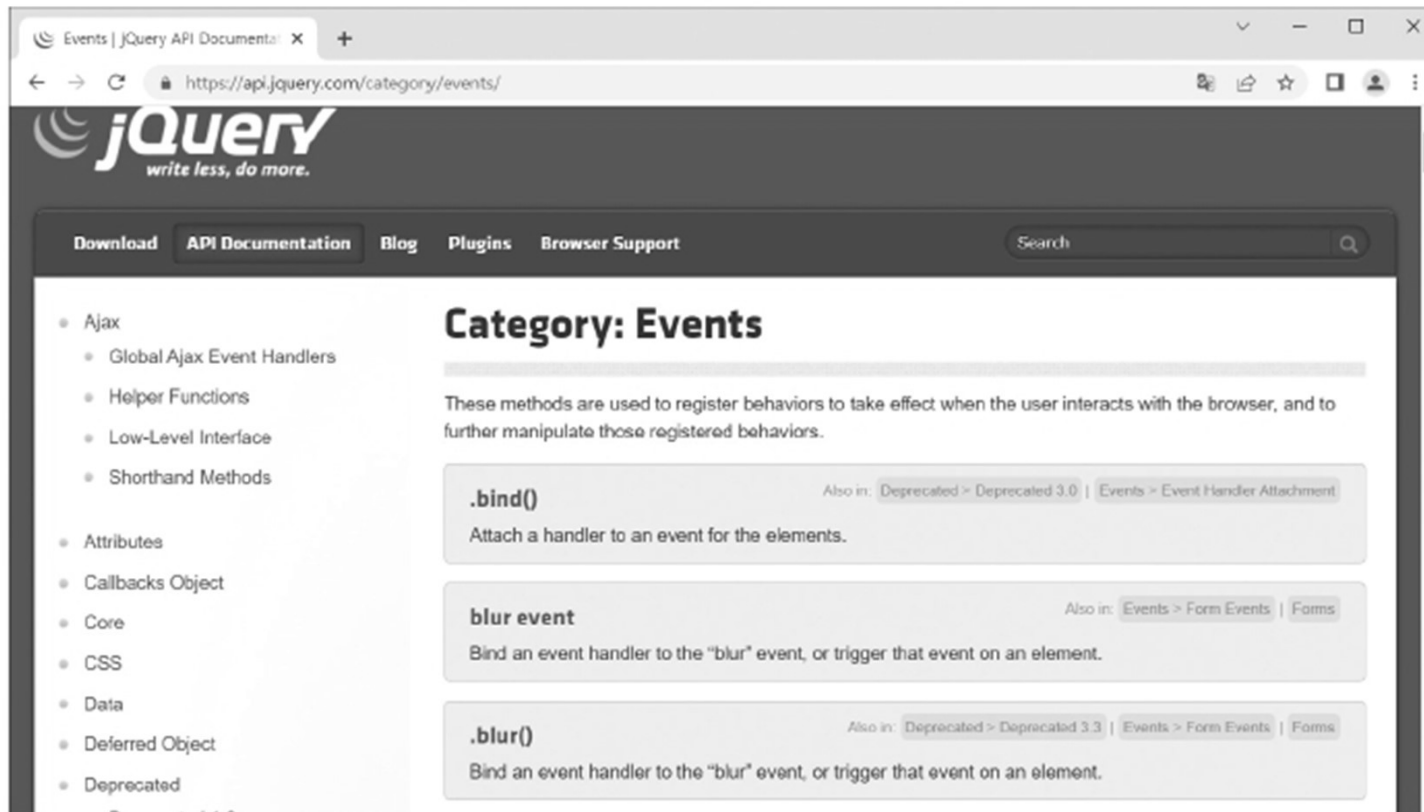 Events | jQuery API Documenta
https://api.jquery.com/category/events/
jQuery
write less, do more.
Download API Documentation Blog Plugins Browser Support Search
Ajax
Global Ajax Event Handlers
Helper Functions
Low-Level Interface
Shorthand Methods
Attributes
Callbacks Object
Core
CSS
Data
Deferred Object
Deprecated
Category: Events
These methods are used to register behaviors to take effect when the user interacts with the browser, and to
further manipulate those registered behaviors.
.bind() Also in: Deprecated > Deprecated 3.0 | Events > Event Handler Attachment
Attach a handler to an event for the elements.
blur event Also in: Events > Form Events | Forms
Bind an event handler to the “blur” event, or trigger that event on an element.
.blur() Also in: Deprecated > Deprecated 3.3 | Events > Form Events | Forms
Bind an event handler to the “blur” event, or trigger that event on an element.